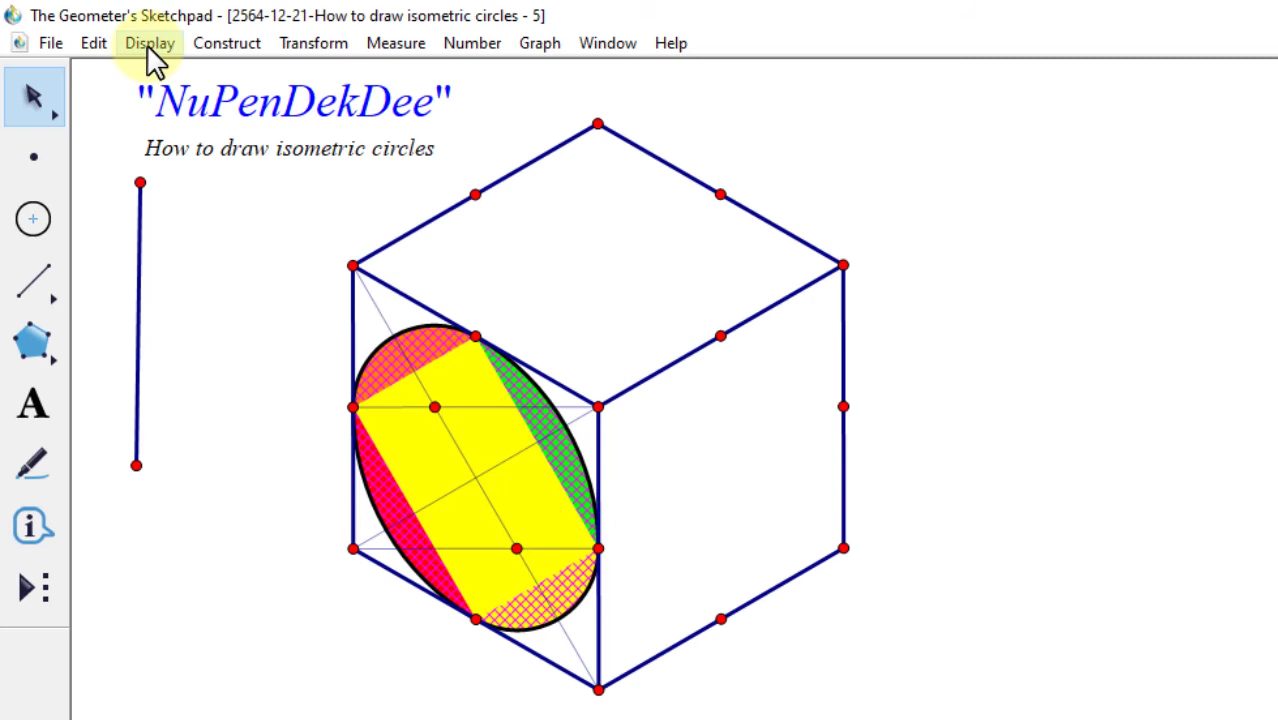 The Geometer's Sketchpad - [2564-12-21-How to draw isometric circles - 5]
File Edit Display Construct Transform Measure Number Graph Window Help
"NuPenDekDee"
How to draw isometric circles
A